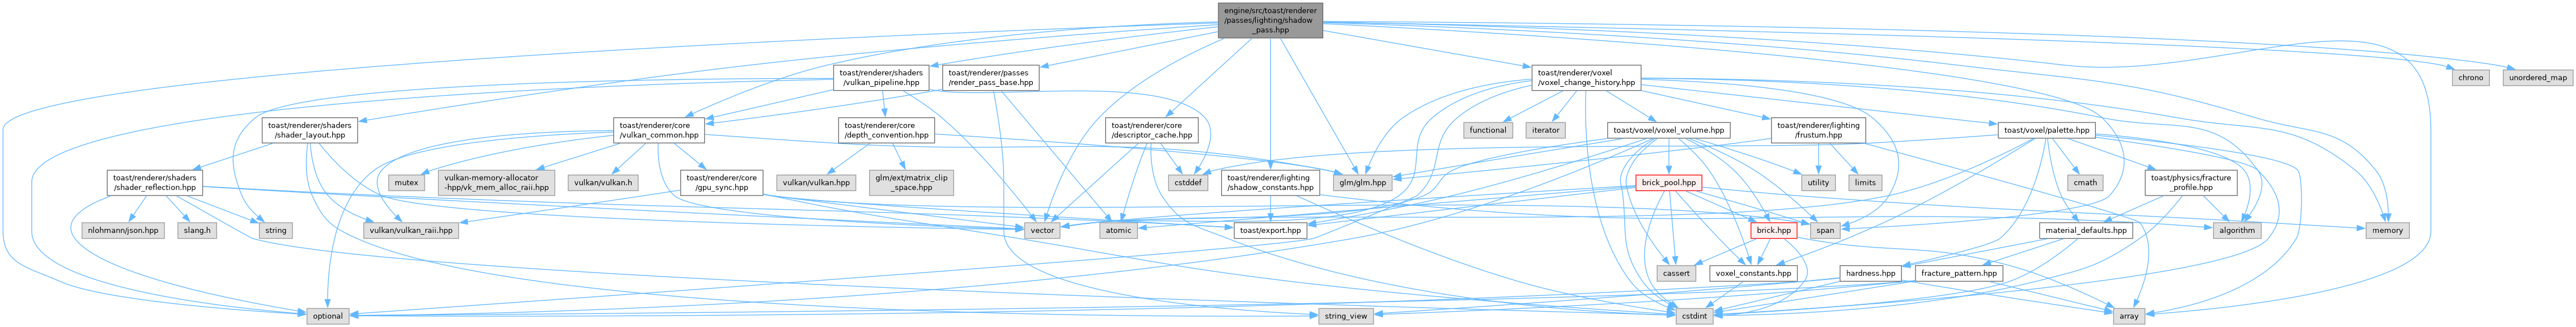 engine/src/toast/renderer
/passes/lighting/shadow
_pass.hpp
toast/renderer/shaders
/vulkan_pipeline.hpp
toast/renderer/passes
/render_pass_base.hpp
toast/renderer/voxel
/voxel_change_history.hpp
chrono
unordered_map
toast/renderer/shaders
/shader_layout.hpp
toast/renderer/core
/vulkan_common.hpp
toast/renderer/core
/depth_convention.hpp
toast/renderer/core
/descriptor_cache.hpp
functional
iterator
toast/voxel/voxel_volume.hpp
toast/renderer/lighting
/frustum.hpp
toast/voxel/palette.hpp
toast/renderer/shaders
/shader_reflection.hpp
mutex
vulkan-memory-allocator
-hpp/vk_mem_alloc_raii.hpp
vulkan/vulkan.h
toast/renderer/core
/gpu_sync.hpp
vulkan/vulkan.hpp
glm/ext/matrix_clip
_space.hpp
cstddef
toast/renderer/lighting
/shadow_constants.hpp
glm/glm.hpp
brick_pool.hpp
utility
limits
cmath
toast/physics/fracture
_profile.hpp
nlohmann/json.hpp
slang.h
string
vulkan/vulkan_raii.hpp
vector
atomic
toast/export.hpp
brick.hpp
span
material_defaults.hpp
algorithm
memory
cassert
voxel_constants.hpp
hardness.hpp
fracture_pattern.hpp
optional
string_view
cstdint
array